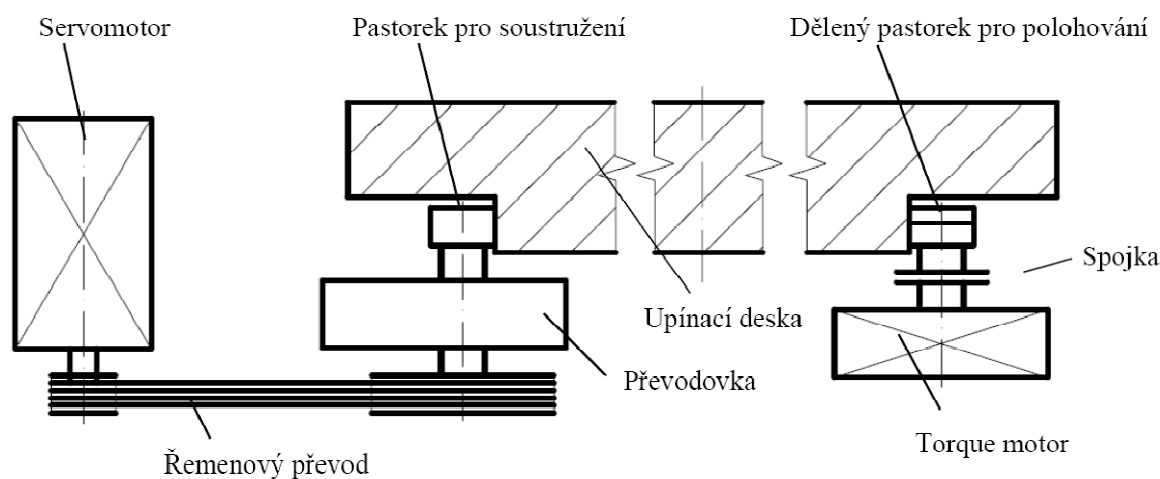 Servomotor
Pastorek pro soustružení
Dělený pastorek pro polohování
Spojka
Upínací deska
Převodovka
Torque motor
Řemenový převod